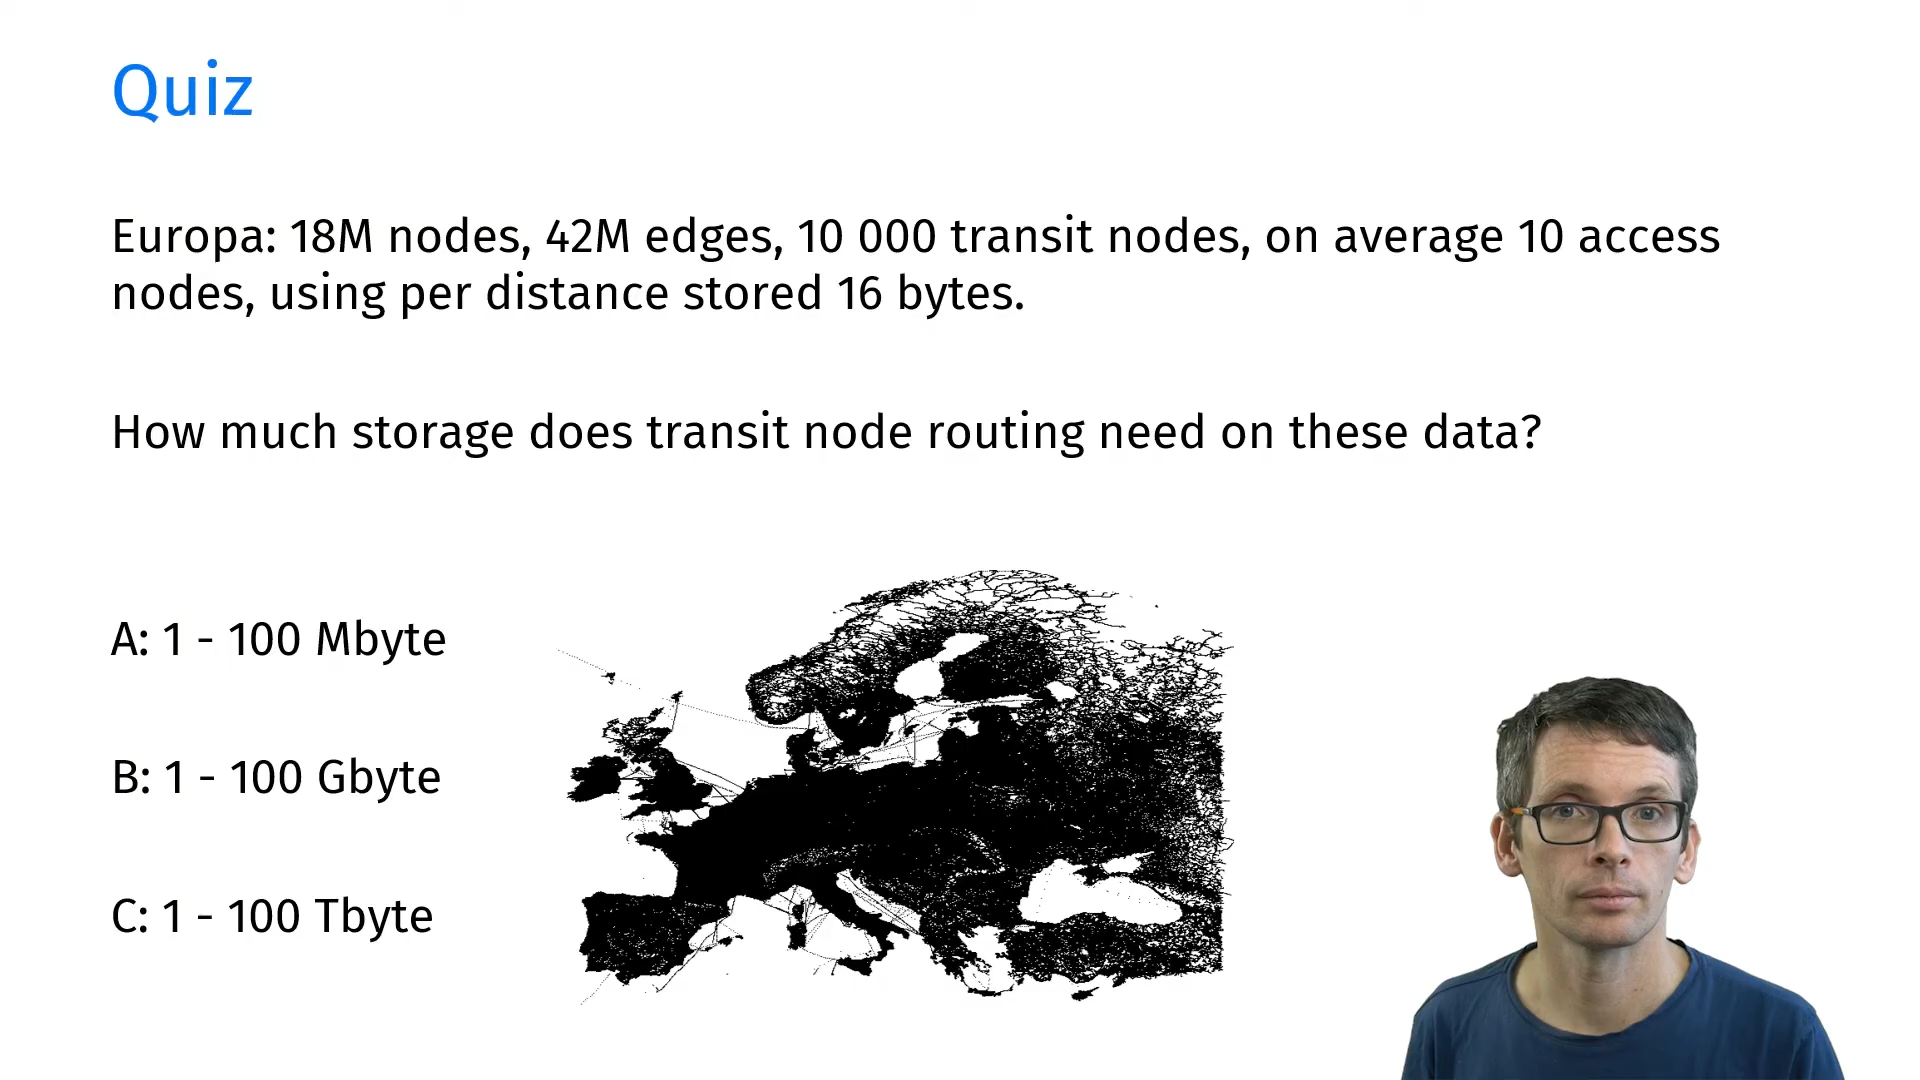 Quiz
Europa: 18M nodes, 42M edges, 10 000 transit nodes, on average 10 access
nodes, using per distance stored 16 bytes.
How much storage does transit node routing need on these data?
A: 1 - 100 Mbyte
B: 1 - 100 Gbyte
C: 1 - 100 Tbyte